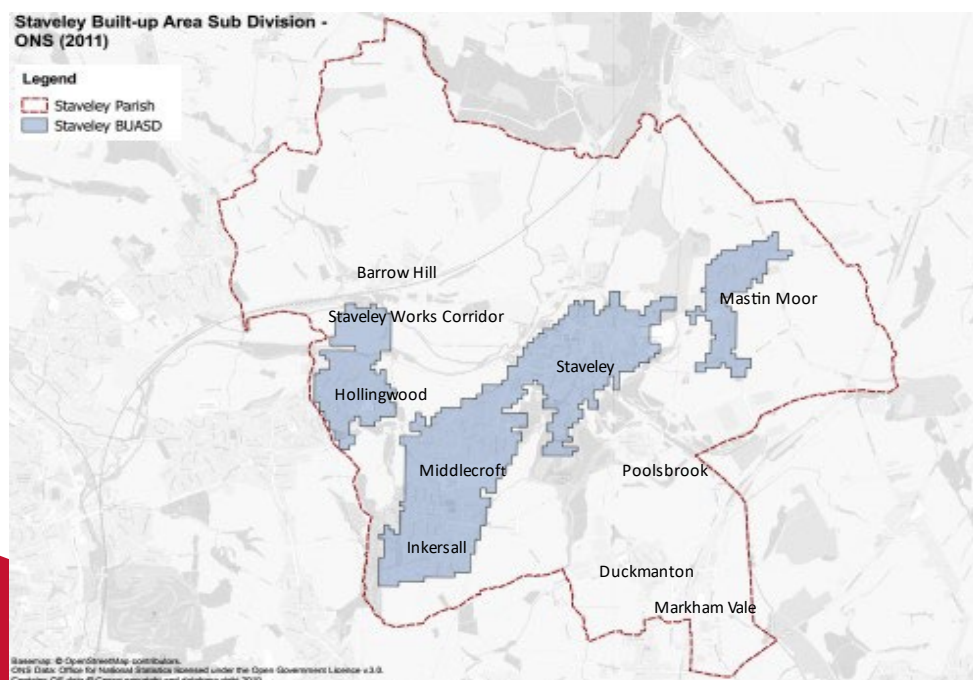 Staveley Built-up Area Sub Division -
ONS (2011)
Legend
Staveley Parish
Staveley BUASD
Barrow Hill
Mastin Moor
Staveley Works Corridor
Staveley
Hollingwood
Middlecroft
Poolsbrook
Inkersall
Duckmanton
Markham Vale
Basemap: © OpenStreetMap contributors.
ONS Data: Office for National Statistics licensed under the Open Government Licence v.3.0.